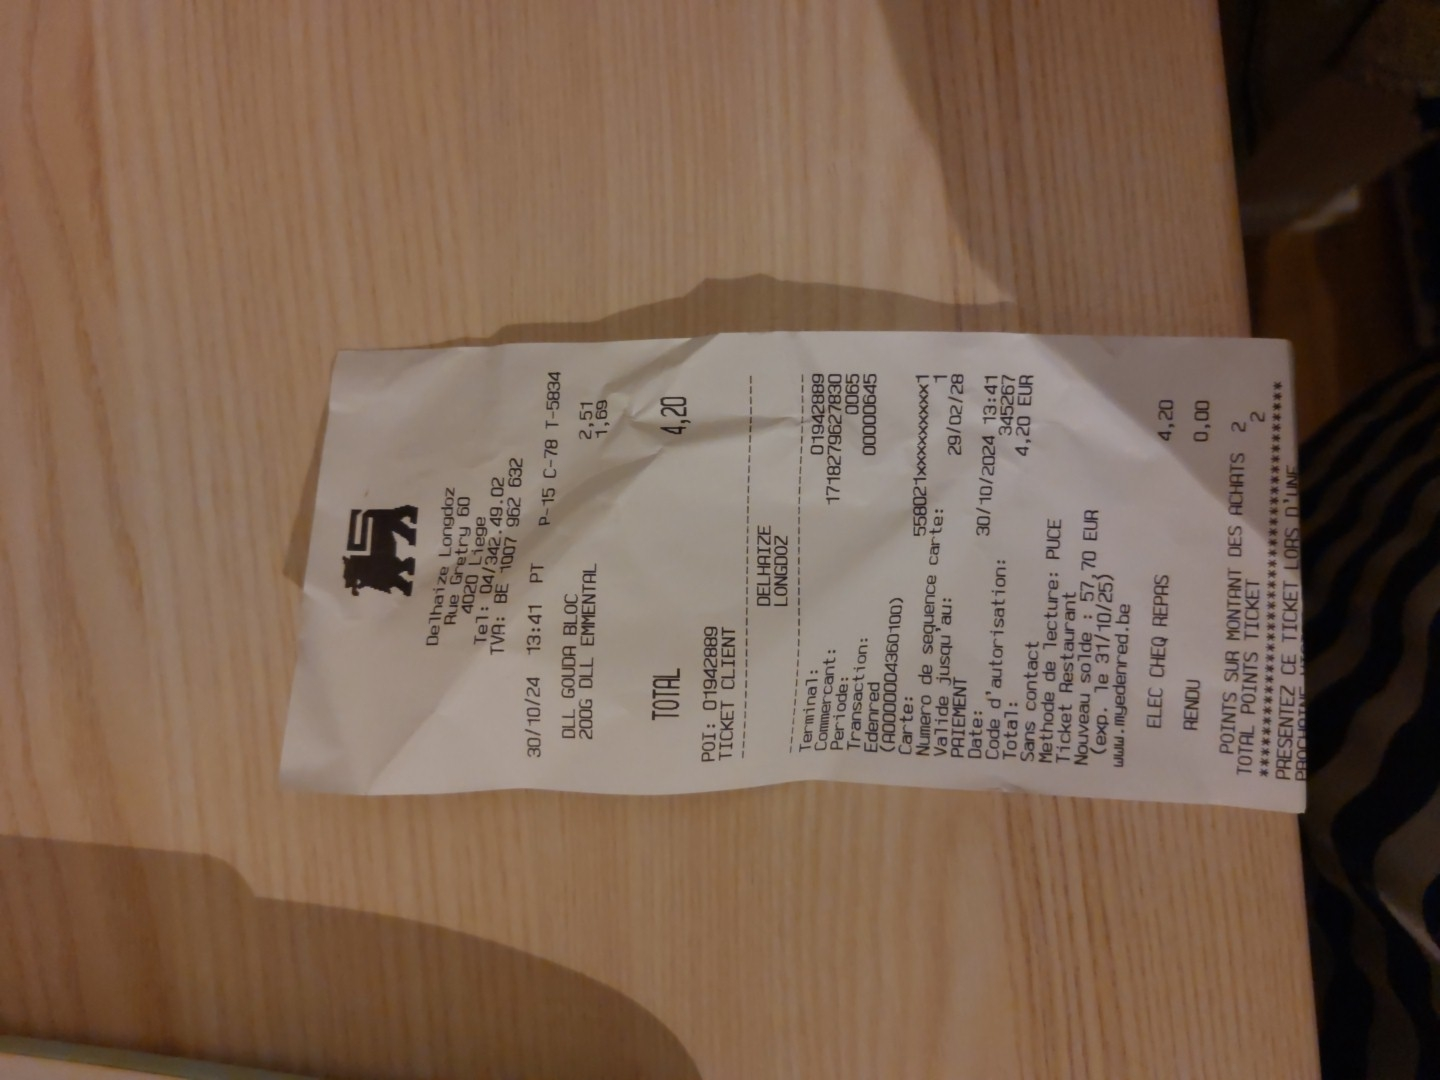 Delhaize Longdoz
Rue Gretry 60
4020 Liege
Tel: 04/342.49.02
TVA: BE 1007 962 632
30/10/24 13:41 PT P-15 C-78 T-5834
DLL GOUDA BLOC 2,51
200G DLL EMMENTAL 1,69
TOTAL 4,20
POI: 01942889
TICKET CLIENT
DELHAIZE
LONGDOZ
Terminal: 01942889
Commercant: 1718279627830
Periode: 0065
Transaction: 00000645
Edenred
(A0000004360100)
Carte: 558021xxxxxxxxxxx1
Numero de sequence carte: 1
Valide jusqu'au: 29/02/28
PAIEMENT
Date: 30/10/2024 13:41
Code d'autorisation: 345267
Total: 4,20 EUR
Sans contact
Methode de lecture: PUCE
Ticket Restaurant
Nouveau solde : 57,70 EUR
(exp. le 31/10/25)
www.myedenred.be
ELEC CHEQ REPAS 4,20
RENDU 0,00
POINTS SUR MONTANT DES ACHATS 2
TOTAL POINTS TICKET 2
****************************************
PRESENTEZ CE TICKET LORS D'UNE